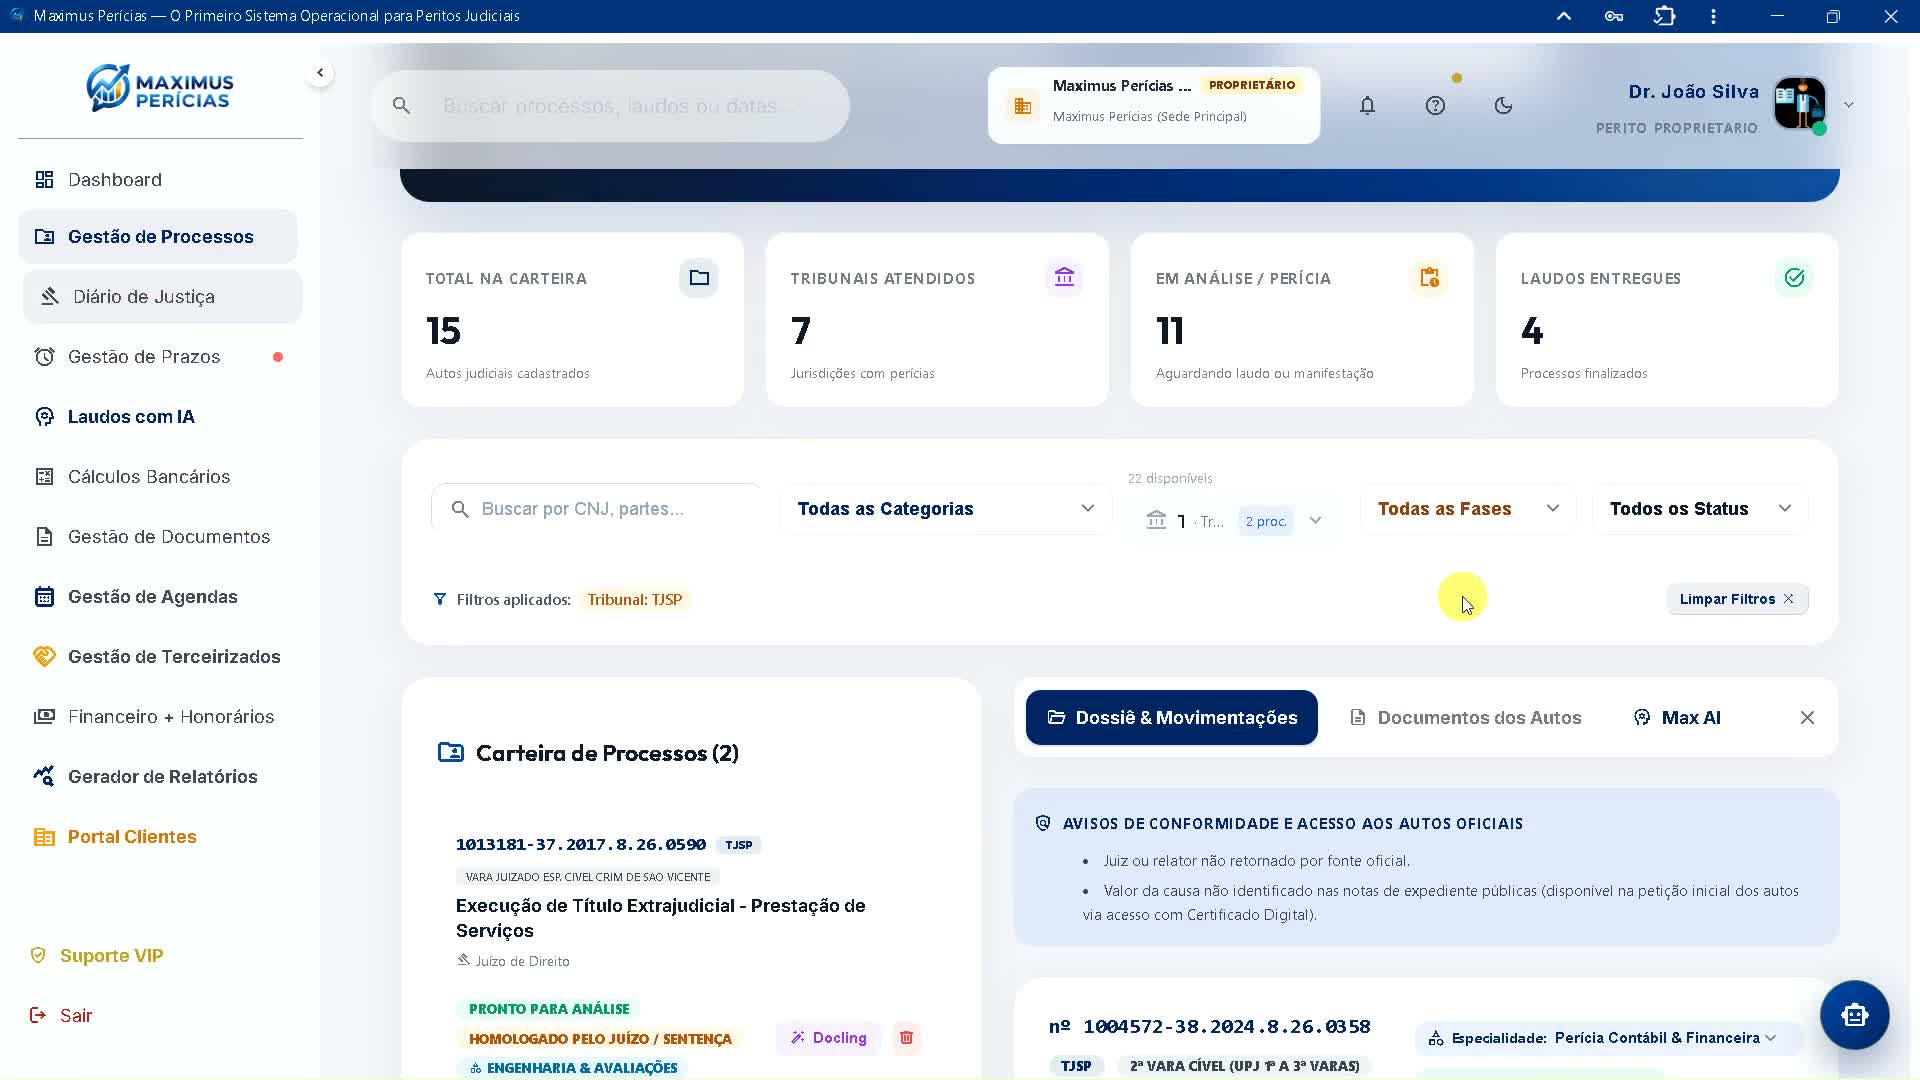 Maximus Perícias — O Primeiro Sistema Operacional para Peritos Judiciais
MAXIMUS
PERÍCIAS
Buscar processos, laudos ou datas...
Maximus Perícias ... PROPRIETÁRIO
Maximus Perícias (Sede Principal)
Dr. João Silva
PERITO PROPRIETARIO
Dashboard
Gestão de Processos
Diário de Justiça
Gestão de Prazos
Laudos com IA
Cálculos Bancários
Gestão de Documentos
Gestão de Agendas
Gestão de Terceirizados
Financeiro + Honorários
Gerador de Relatórios
Portal Clientes
Suporte VIP
Sair
TOTAL NA CARTEIRA
15
Autos judiciais cadastrados
TRIBUNAIS ATENDIDOS
7
Jurisdições com perícias
EM ANÁLISE / PERÍCIA
11
Aguardando laudo ou manifestação
LAUDOS ENTREGUES
4
Processos finalizados
Buscar por CNJ, partes...
Todas as Categorias
22 disponíveis
1 · Tr... 2 proc.
Todas as Fases
Todos os Status
Filtros aplicados: Tribunal: TJSP
Limpar Filtros
Carteira de Processos (2)
1013181-37.2017.8.26.0590 TJSP
VARA JUIZADO ESP. CIVEL CRIM DE SAO VICENTE
Execução de Título Extrajudicial - Prestação de
Serviços
Juízo de Direito
PRONTO PARA ANÁLISE
HOMOLOGADO PELO JUÍZO / SENTENÇA
ENGENHARIA & AVALIAÇÕES
Docling
Dossiê & Movimentações
Documentos dos Autos
Max AI
AVISOS DE CONFORMIDADE E ACESSO AOS AUTOS OFICIAIS
• Juiz ou relator não retornado por fonte oficial.
• Valor da causa não identificado nas notas de expediente públicas (disponível na petição inicial dos autos
via acesso com Certificado Digital).
nº 1004572-38.2024.8.26.0358
Especialidade: Perícia Contábil & Financeira
TJSP 2ª VARA CÍVEL (UPJ 1ª A 3ª VARAS)